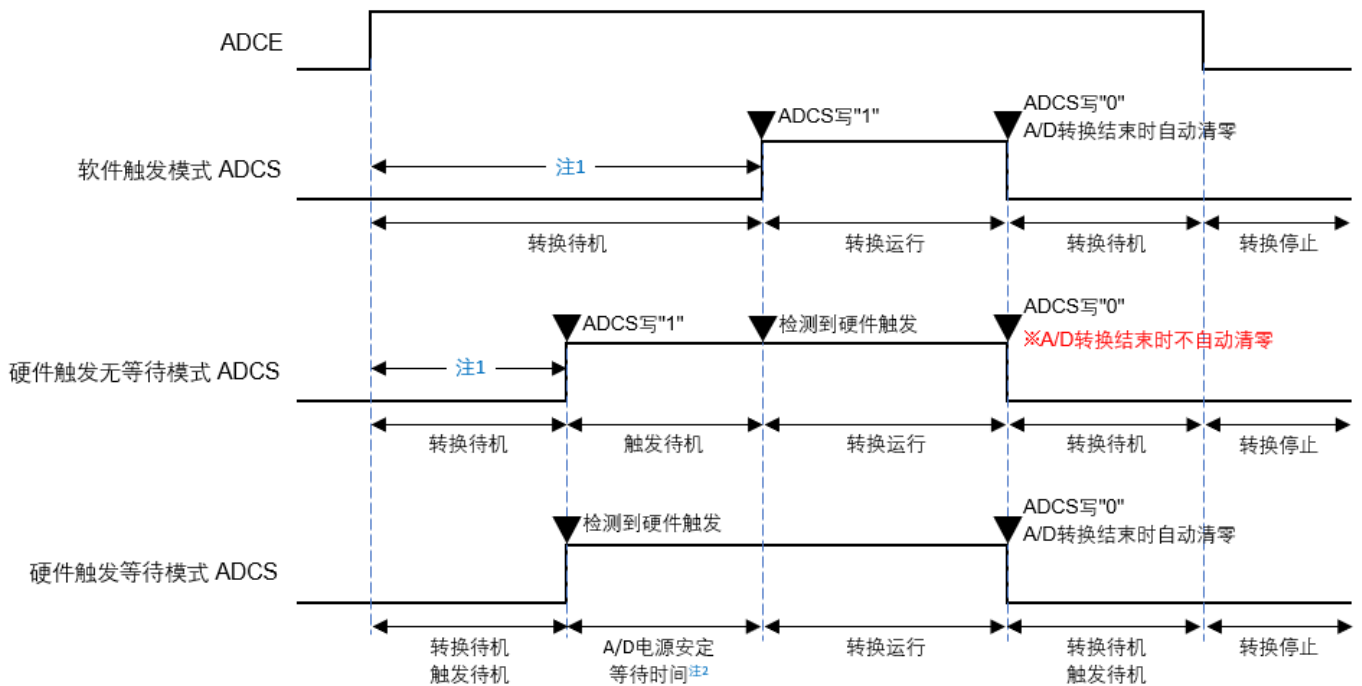 ADCE
ADCS写"1"
ADCS写"0"
A/D转换结束时自动清零
软件触发模式 ADCS
注1
转换待机
转换运行
转换待机
转换停止
ADCS写"1"
检测到硬件触发
ADCS写"0"
※A/D转换结束时不自动清零
硬件触发无等待模式 ADCS
注1
转换待机
触发待机
转换运行
转换待机
转换停止
检测到硬件触发
ADCS写"0"
A/D转换结束时自动清零
硬件触发等待模式 ADCS
转换待机
触发待机
A/D电源安定
等待时间注2
转换运行
转换待机
触发待机
转换停止